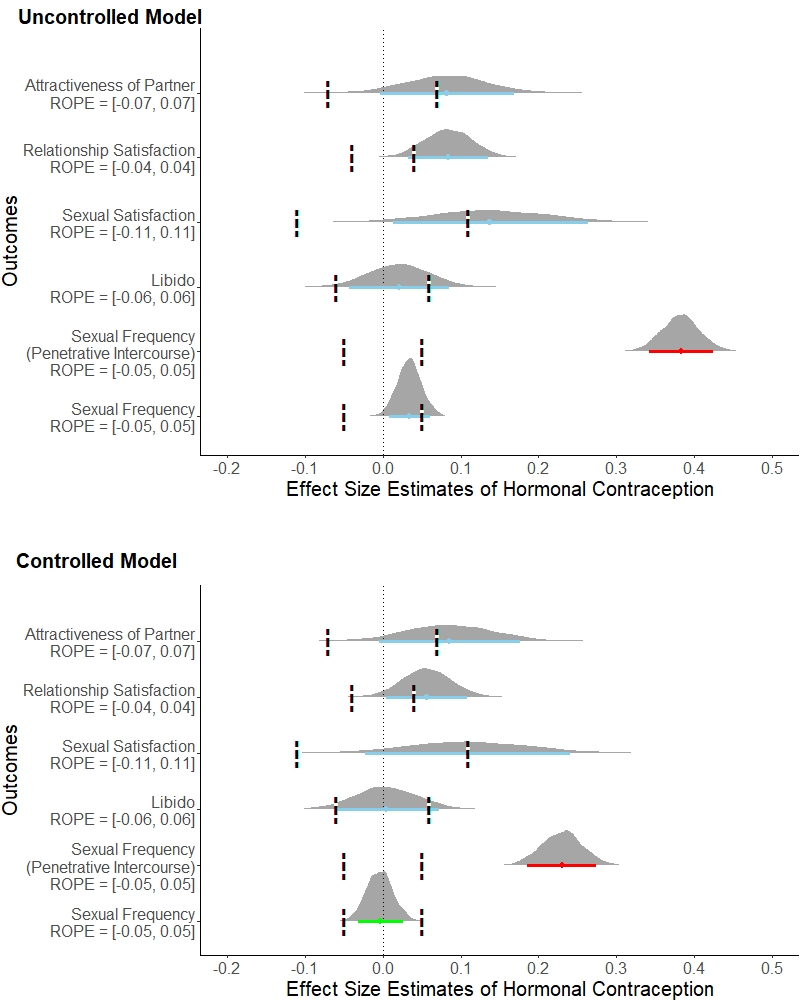 Uncontrolled Model
Attractiveness of Partner
ROPE = [-0.07, 0.07]
Relationship Satisfaction
ROPE = [-0.04, 0.04]
Sexual Satisfaction
ROPE = [-0.11, 0.11]
Libido
ROPE = [-0.06, 0.06]
Sexual Frequency
(Penetrative Intercourse)
ROPE = [-0.05, 0.05]
Sexual Frequency
ROPE = [-0.05, 0.05]
Outcomes
-0.2 -0.1 0.0 0.1 0.2 0.3 0.4 0.5
Effect Size Estimates of Hormonal Contraception
Controlled Model
Attractiveness of Partner
ROPE = [-0.07, 0.07]
Relationship Satisfaction
ROPE = [-0.04, 0.04]
Sexual Satisfaction
ROPE = [-0.11, 0.11]
Libido
ROPE = [-0.06, 0.06]
Sexual Frequency
(Penetrative Intercourse)
ROPE = [-0.05, 0.05]
Sexual Frequency
ROPE = [-0.05, 0.05]
Outcomes
-0.2 -0.1 0.0 0.1 0.2 0.3 0.4 0.5
Effect Size Estimates of Hormonal Contraception